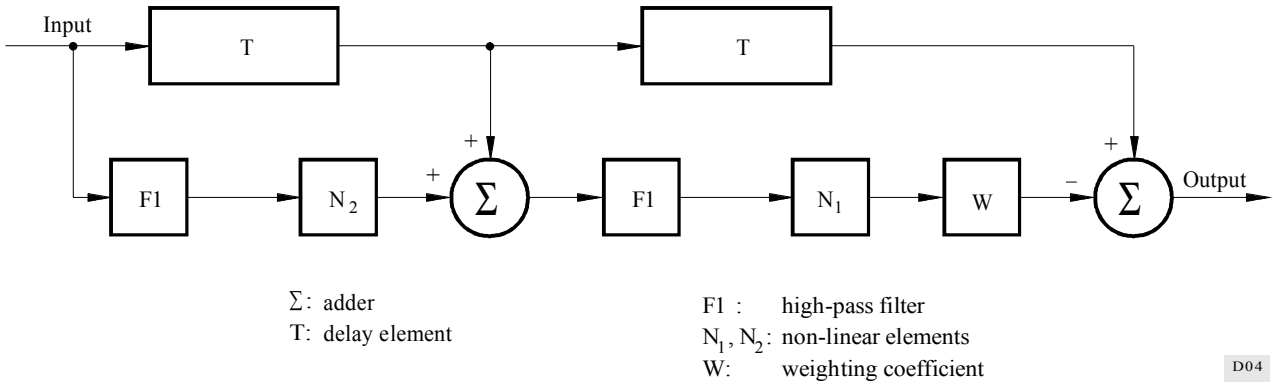 Input
T
T
+
+
+
–
Output
F1
N2
Σ
F1
N1
W
Σ
Σ: adder
T: delay element
F1 : high-pass filter
N1, N2: non-linear elements
W: weighting coefficient
D04